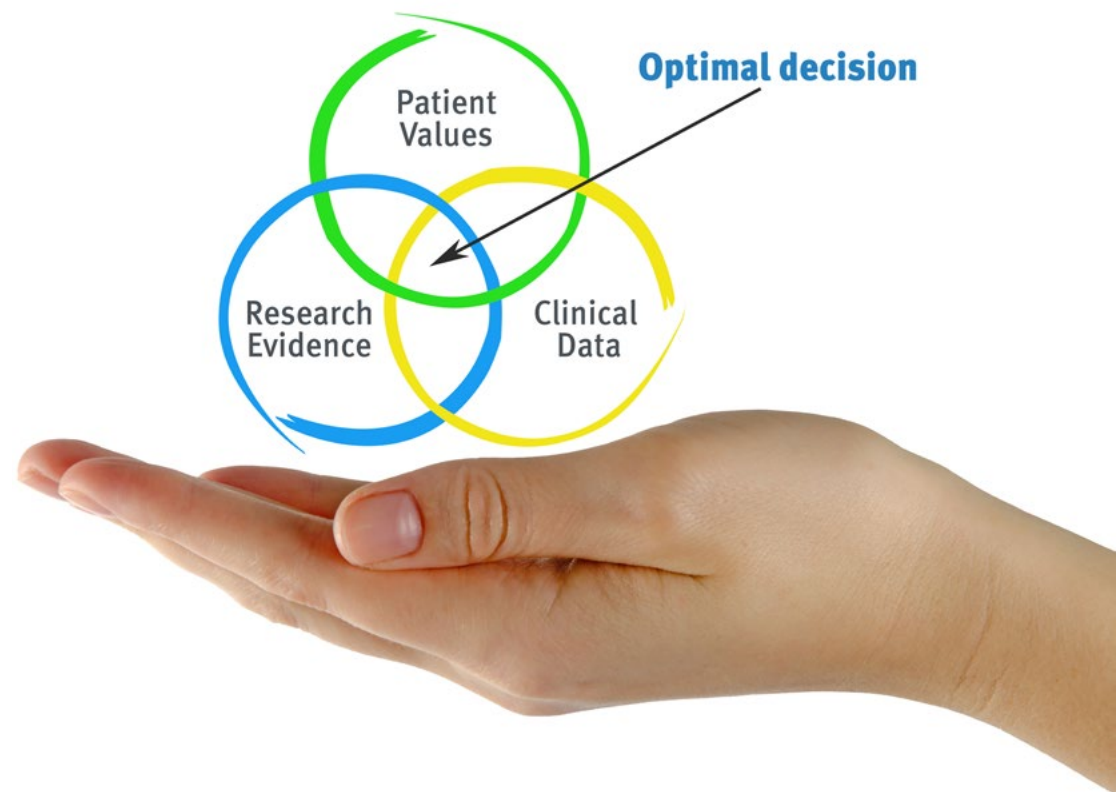 Optimal decision
Patient
Values
Research
Evidence
Clinical
Data